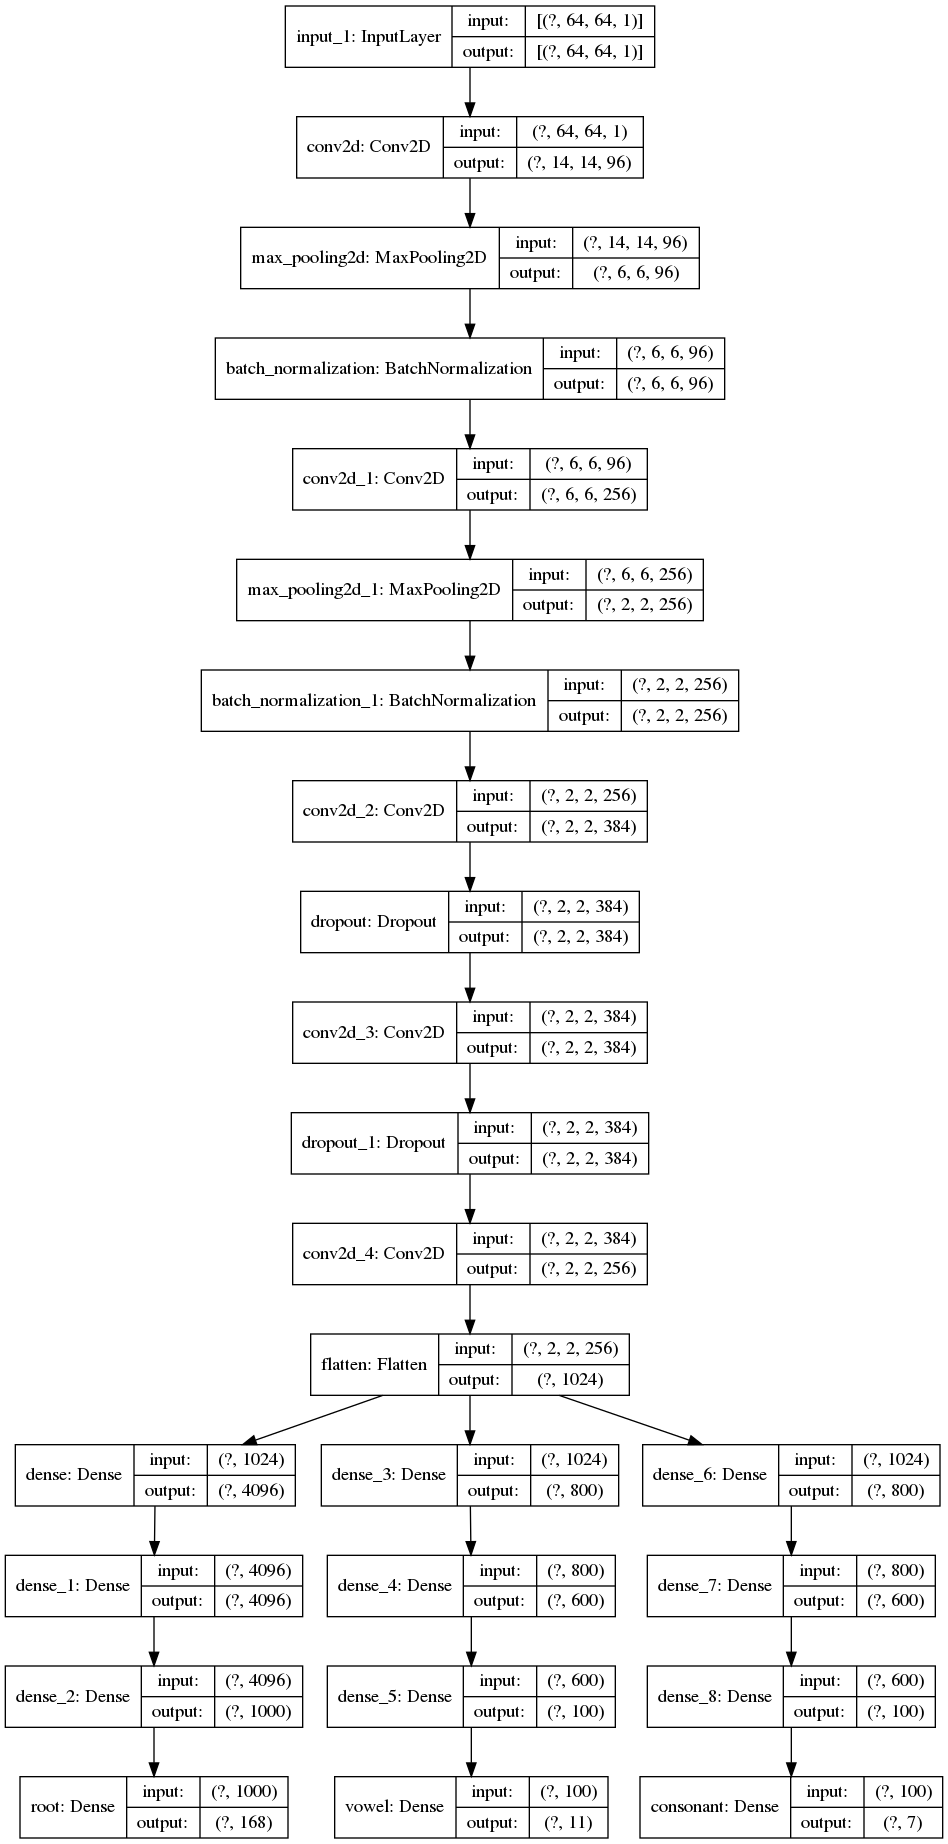 input_1: InputLayer
input: [(?, 64, 64, 1)]
output: [(?, 64, 64, 1)]
conv2d: Conv2D
input: (?, 64, 64, 1)
output: (?, 14, 14, 96)
max_pooling2d: MaxPooling2D
input: (?, 14, 14, 96)
output: (?, 6, 6, 96)
batch_normalization: BatchNormalization
input: (?, 6, 6, 96)
output: (?, 6, 6, 96)
conv2d_1: Conv2D
input: (?, 6, 6, 96)
output: (?, 6, 6, 256)
max_pooling2d_1: MaxPooling2D
input: (?, 6, 6, 256)
output: (?, 2, 2, 256)
batch_normalization_1: BatchNormalization
input: (?, 2, 2, 256)
output: (?, 2, 2, 256)
conv2d_2: Conv2D
input: (?, 2, 2, 256)
output: (?, 2, 2, 384)
dropout: Dropout
input: (?, 2, 2, 384)
output: (?, 2, 2, 384)
conv2d_3: Conv2D
input: (?, 2, 2, 384)
output: (?, 2, 2, 384)
dropout_1: Dropout
input: (?, 2, 2, 384)
output: (?, 2, 2, 384)
conv2d_4: Conv2D
input: (?, 2, 2, 384)
output: (?, 2, 2, 256)
flatten: Flatten
input: (?, 2, 2, 256)
output: (?, 1024)
dense: Dense
input: (?, 1024)
output: (?, 4096)
dense_3: Dense
input: (?, 1024)
output: (?, 800)
dense_6: Dense
input: (?, 1024)
output: (?, 800)
dense_1: Dense
input: (?, 4096)
output: (?, 4096)
dense_4: Dense
input: (?, 800)
output: (?, 600)
dense_7: Dense
input: (?, 800)
output: (?, 600)
dense_2: Dense
input: (?, 4096)
output: (?, 1000)
dense_5: Dense
input: (?, 600)
output: (?, 100)
dense_8: Dense
input: (?, 600)
output: (?, 100)
root: Dense
input: (?, 1000)
output: (?, 168)
vowel: Dense
input: (?, 100)
output: (?, 11)
consonant: Dense
input: (?, 100)
output: (?, 7)